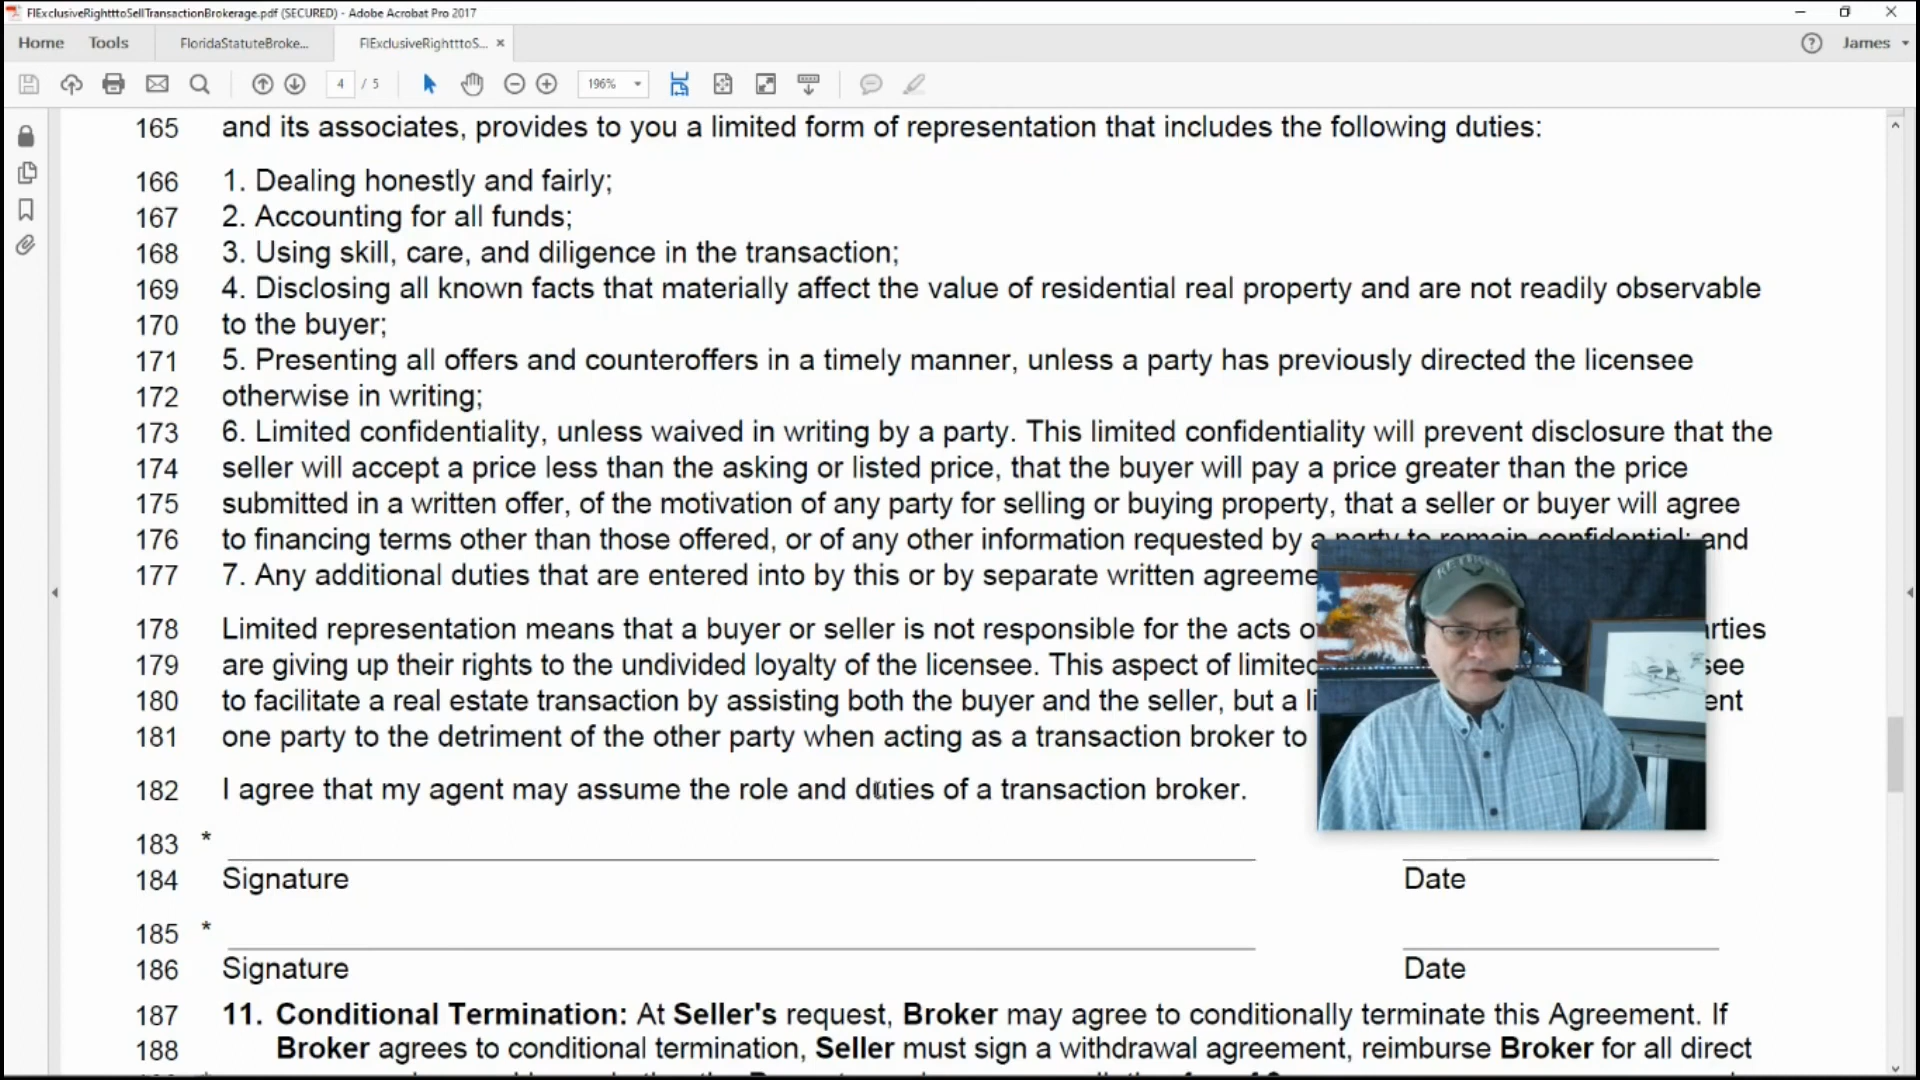 FlExclusiveRightttoSellTransactionBrokerage.pdf (SECURED) - Adobe Acrobat Pro 2017
Home Tools FloridaStatuteBroke... FlExclusiveRightttoS... × James
4 / 5 196%
165 and its associates, provides to you a limited form of representation that includes the following duties:
166 1. Dealing honestly and fairly;
167 2. Accounting for all funds;
168 3. Using skill, care, and diligence in the transaction;
169 4. Disclosing all known facts that materially affect the value of residential real property and are not readily observable
170 to the buyer;
171 5. Presenting all offers and counteroffers in a timely manner, unless a party has previously directed the licensee
172 otherwise in writing;
173 6. Limited confidentiality, unless waived in writing by a party. This limited confidentiality will prevent disclosure that the
174 seller will accept a price less than the asking or listed price, that the buyer will pay a price greater than the price
175 submitted in a written offer, of the motivation of any party for selling or buying property, that a seller or buyer will agree
176 to financing terms other than those offered, or of any other information requested by a party to remain confidential; and
177 7. Any additional duties that are entered into by this or by separate written agreeme
178 Limited representation means that a buyer or seller is not responsible for the acts o rties
179 are giving up their rights to the undivided loyalty of the licensee. This aspect of limited see
180 to facilitate a real estate transaction by assisting both the buyer and the seller, but a li ent
181 one party to the detriment of the other party when acting as a transaction broker to
182 I agree that my agent may assume the role and duties of a transaction broker.
183 *
184 Signature Date
185 *
186 Signature Date
187 11. Conditional Termination: At Seller's request, Broker may agree to conditionally terminate this Agreement. If
188 Broker agrees to conditional termination, Seller must sign a withdrawal agreement, reimburse Broker for all direct